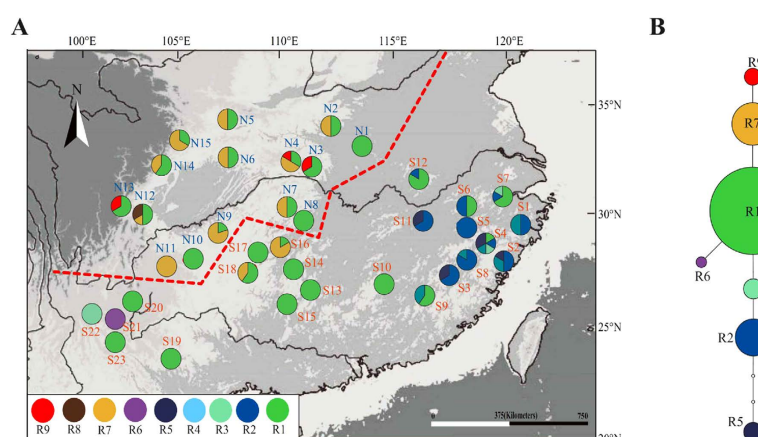 A
B
100°E 105°E 110°E 115°E 120°E
N
35°N
30°N
25°N
20°N
N5
N2
N1
N15
N6
N4
N3
N14
N13
N12
N7
N8
N9
N10
N11
S12
S7
S6
S1
S11
S5
S4
S2
S8
S3
S9
S10
S16
S17
S18
S14
S13
S15
S20
S22
S21
S23
S19
0 375(Kilometers) 750
R9 R8 R7 R6 R5 R4 R3 R2 R1
R7
R6
R2
R5